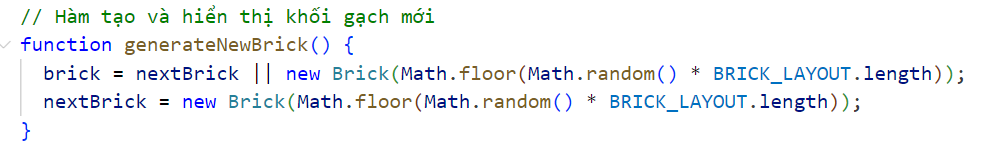 // Hàm tạo và hiển thị khối gạch mới
function generateNewBrick() {
brick = nextBrick || new Brick(Math.floor(Math.random() * BRICK_LAYOUT.length));
nextBrick = new Brick(Math.floor(Math.random() * BRICK_LAYOUT.length));
}